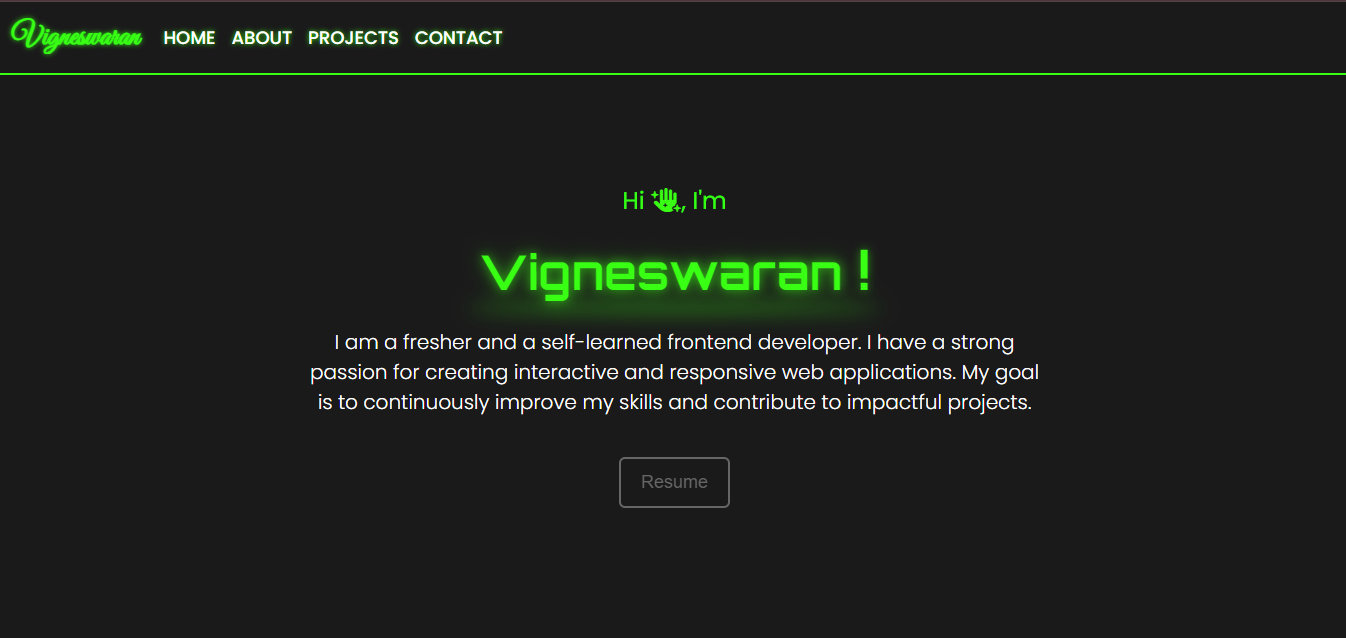 Vigneswaran HOME ABOUT PROJECTS CONTACT
Hi 👋, I'm
Vigneswaran !
I am a fresher and a self-learned frontend developer. I have a strong
passion for creating interactive and responsive web applications. My goal
is to continuously improve my skills and contribute to impactful projects.
Resume